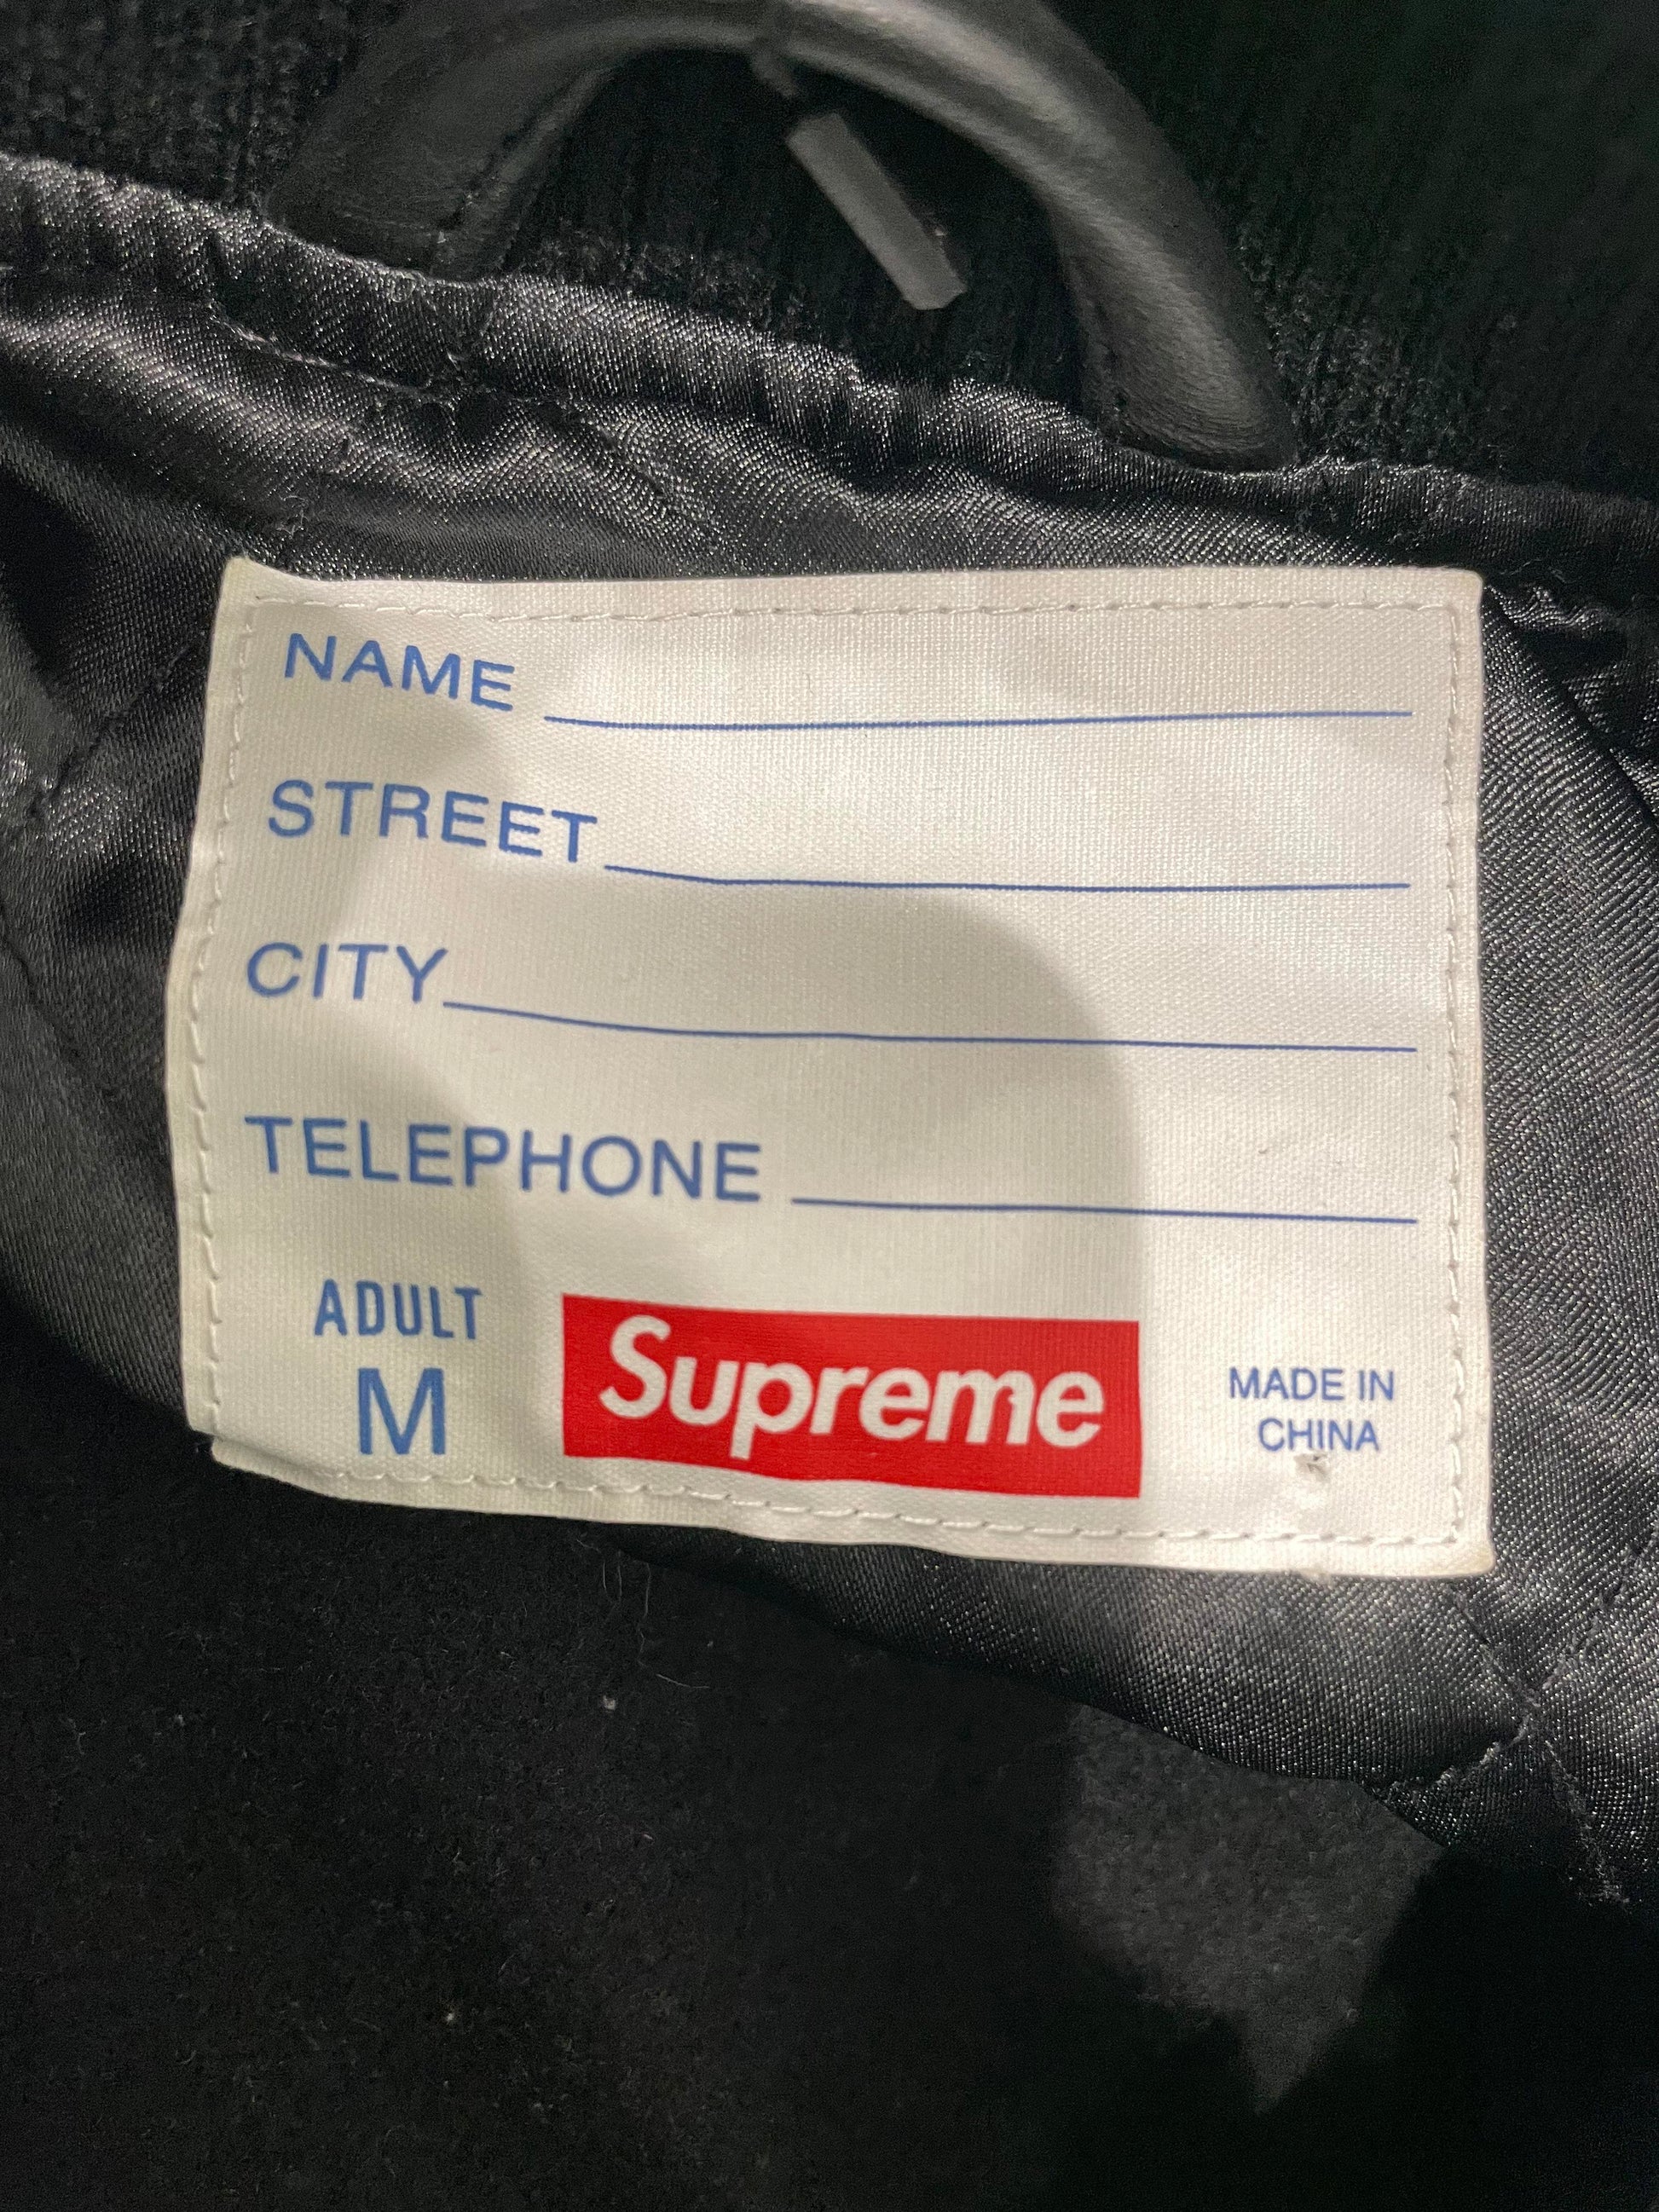 NAME
STREET
CITY
TELEPHONE
ADULT
M
Supreme
MADE IN
CHINA